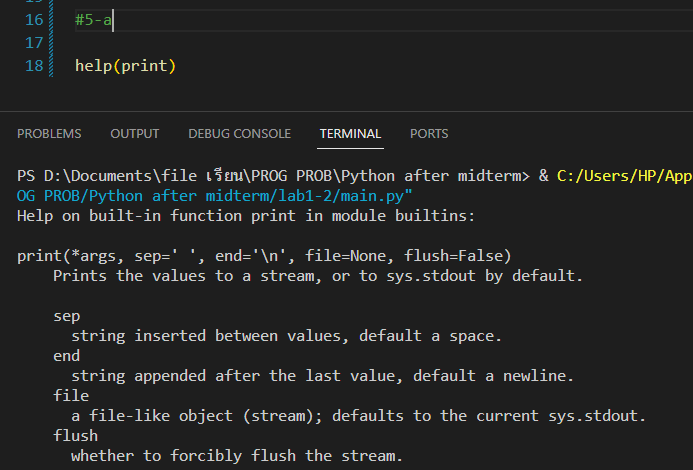 16 #5-a
17
18 help(print)
PROBLEMS OUTPUT DEBUG CONSOLE TERMINAL PORTS
PS D:\Documents\file เรียน\PROG PROB\Python after midterm> & C:/Users/HP/App
OG PROB/Python after midterm/lab1-2/main.py"
Help on built-in function print in module builtins:
print(*args, sep=' ', end='\n', file=None, flush=False)
Prints the values to a stream, or to sys.stdout by default.
sep
string inserted between values, default a space.
end
string appended after the last value, default a newline.
file
a file-like object (stream); defaults to the current sys.stdout.
flush
whether to forcibly flush the stream.